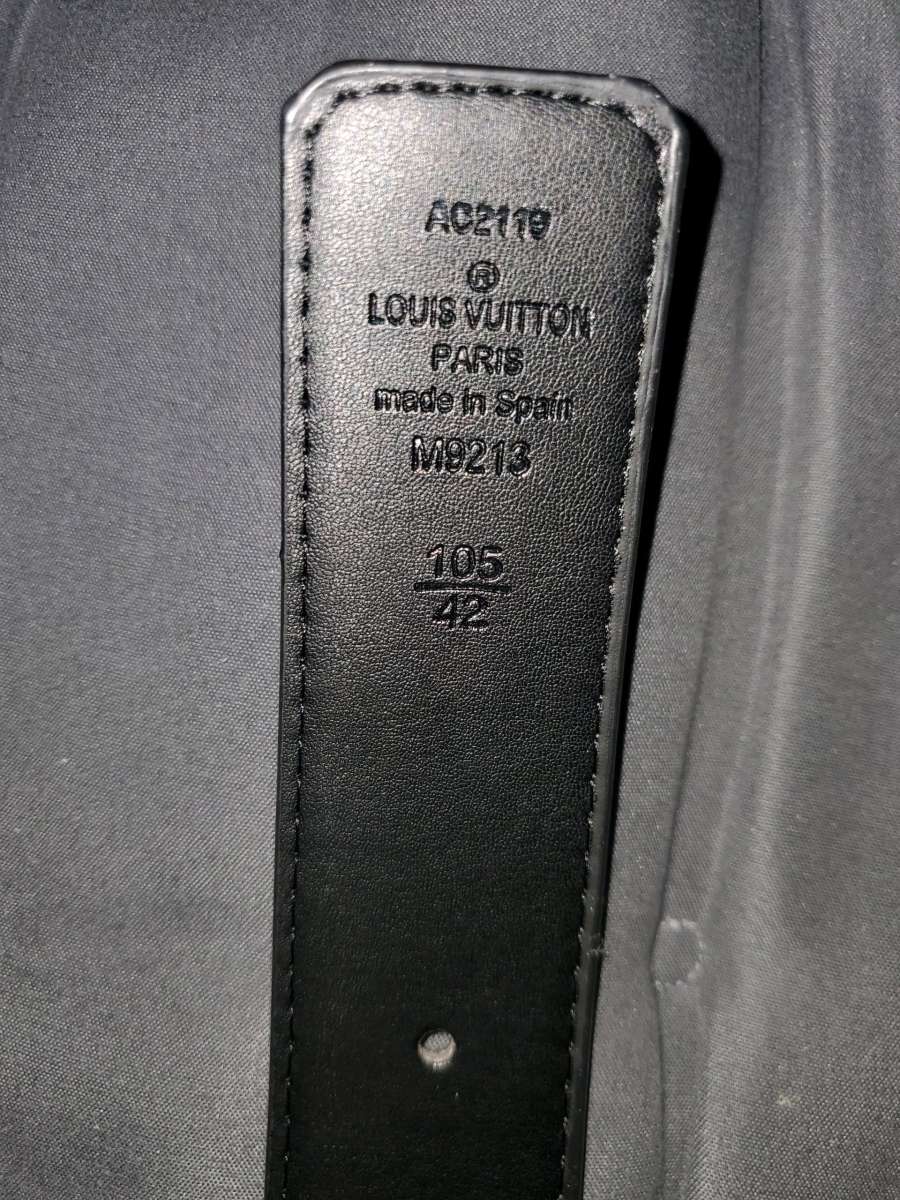 AC2119
®
LOUIS VUITTON
PARIS
made in Spain
M9213
105
42